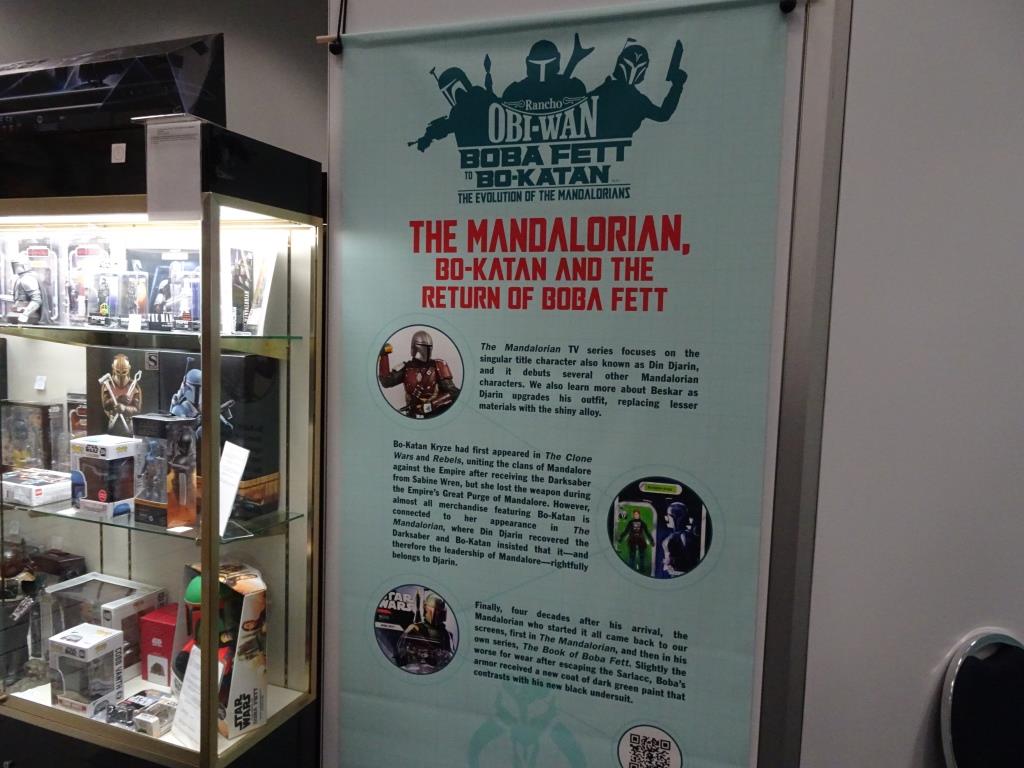 Rancho
OBI-WAN
BOBA FETT
TO BO-KATAN
THE EVOLUTION OF THE MANDALORIANS
THE MANDALORIAN,
BO-KATAN AND THE
RETURN OF BOBA FETT
The Mandalorian TV series focuses on the
singular title character also known as Din Djarin,
and it debuts several other Mandalorian
characters. We also learn more about Beskar as
Djarin upgrades his outfit, replacing lesser
materials with the shiny alloy.
Bo-Katan Kryze had first appeared in The Clone
Wars and Rebels, uniting the clans of Mandalore
against the Empire after receiving the Darksaber
from Sabine Wren, but she lost the weapon during
the Empire's Great Purge of Mandalore. However,
almost all merchandise featuring Bo-Katan is
connected to her appearance in The
Mandalorian, where Din Djarin recovered the
Darksaber and Bo-Katan insisted that it—and
therefore the leadership of Mandalore—rightfully
belongs to Djarin.
STAR
WARS
Finally, four decades after his arrival, the
Mandalorian who started it all came back to our
screens, first in The Mandalorian, and then in his
own series, The Book of Boba Fett. Slightly the
worse for wear after escaping the Sarlacc, Boba's
armor received a new coat of dark green paint that
contrasts with his new black undersuit.
STAR
WARS
COBB VANTH
STAR
WARS
BOBA FETT